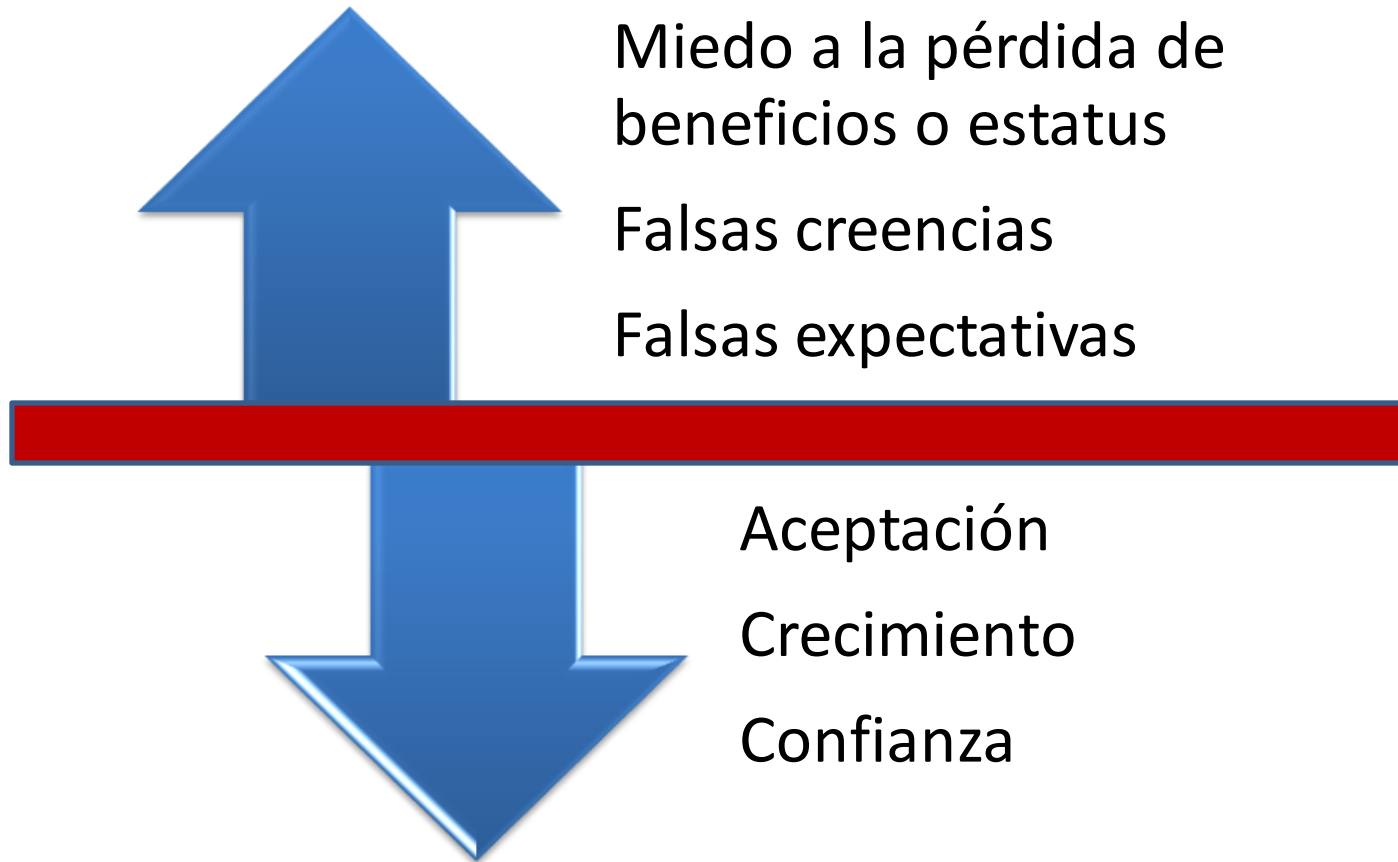 Miedo a la pérdida de
beneficios o estatus
Falsas creencias
Falsas expectativas
Aceptación
Crecimiento
Confianza